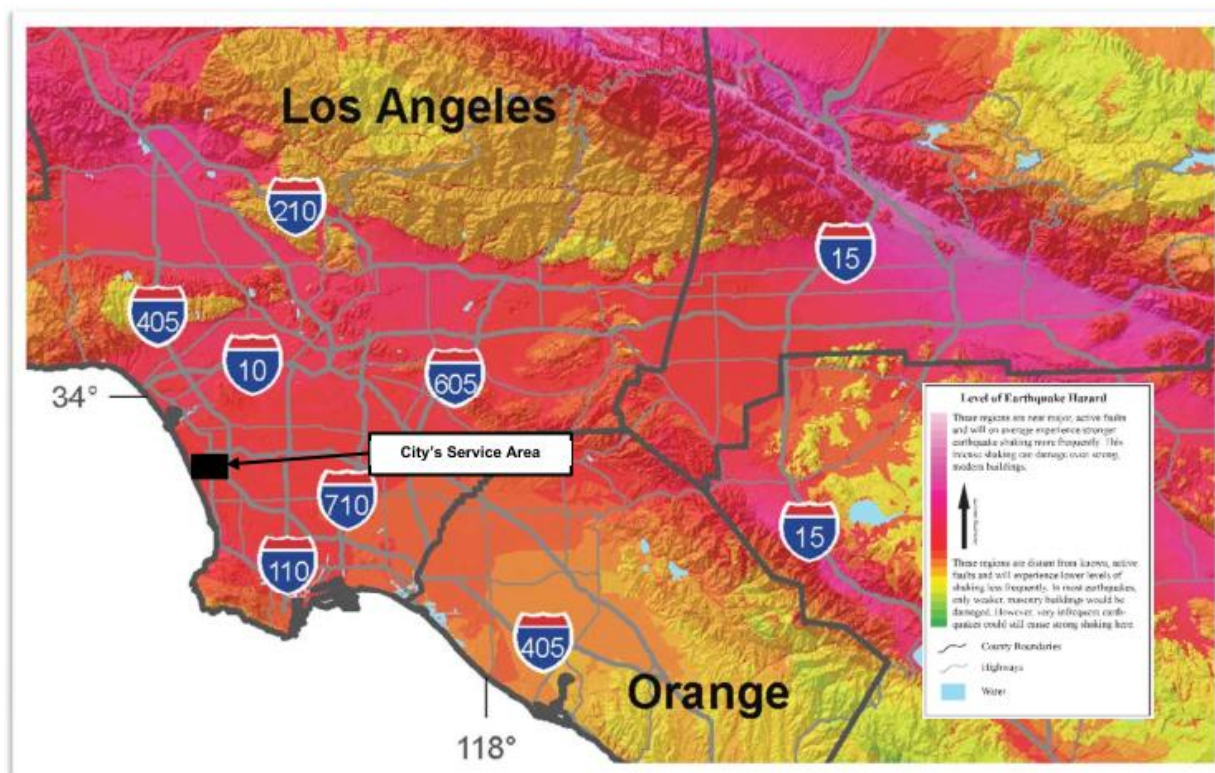 Los Angeles
210
15
405
10
605
34°
City's Service Area
710
15
110
405
Orange
118°
Level of Earthquake Hazard
These regions are near major, active faults
and will on average experience stronger
earthquake shaking more frequently. This
intense shaking can damage even strong,
modern buildings.
These regions are distant from known, active
faults and will experience lower levels of
shaking less frequently. In most earthquakes,
only weaker, masonry buildings would be
damaged. However, very infrequent earth-
quakes could still cause strong shaking here.
County Boundaries
Highways
Water